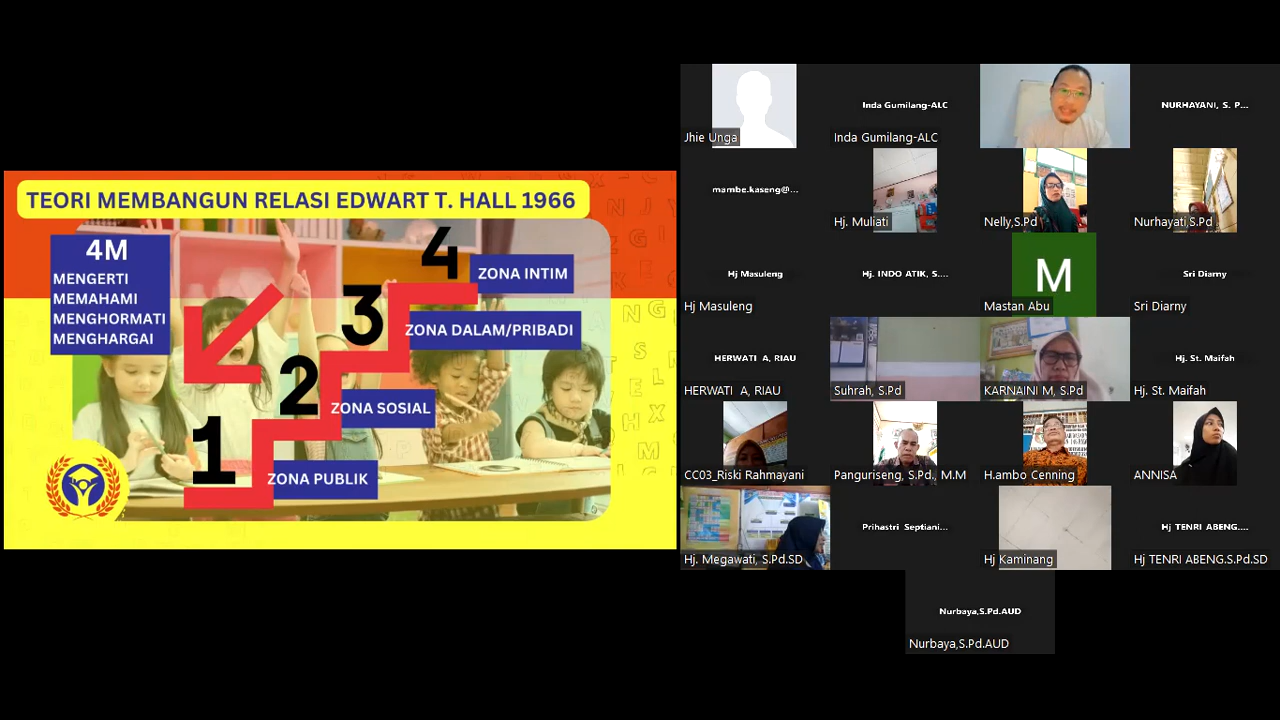 TEORI MEMBANGUN RELASI EDWART T. HALL 1966
4M
MENGERTI
MEMAHAMI
MENGHORMATI
MENGHARGAI
4
ZONA INTIM
3
ZONA DALAM/PRIBADI
2
ZONA SOSIAL
1
ZONA PUBLIK
Jhie Unga
Inda Gumilang-ALC
Inda Gumilang-ALC
NURHAYANI, S. P...
mambe.kaseng@...
Hj. Muliati
Nelly,S.Pd
Nurhayati,S.Pd
Hj Masuleng
Hj Masuleng
Hj. INDO ATIK, S....
M
Mastan Abu
Sri Diarny
Sri Diarny
HERWATI A, RIAU
HERWATI A, RIAU
Suhrah, S.Pd
KARNAINI M, S.Pd
Hj. St. Maifah
Hj. St. Maifah
CC03_Riski Rahmayani
Panguriseng, S.Pd., M.M
H.ambo Cenning
ANNISA
Hj. Megawati, S.Pd.SD
Prihastri Septiani...
Hj Kaminang
Hj TENRI ABENG....
Hj TENRI ABENG.S.Pd.SD
Nurbaya,S.Pd.AUD
Nurbaya,S.Pd.AUD